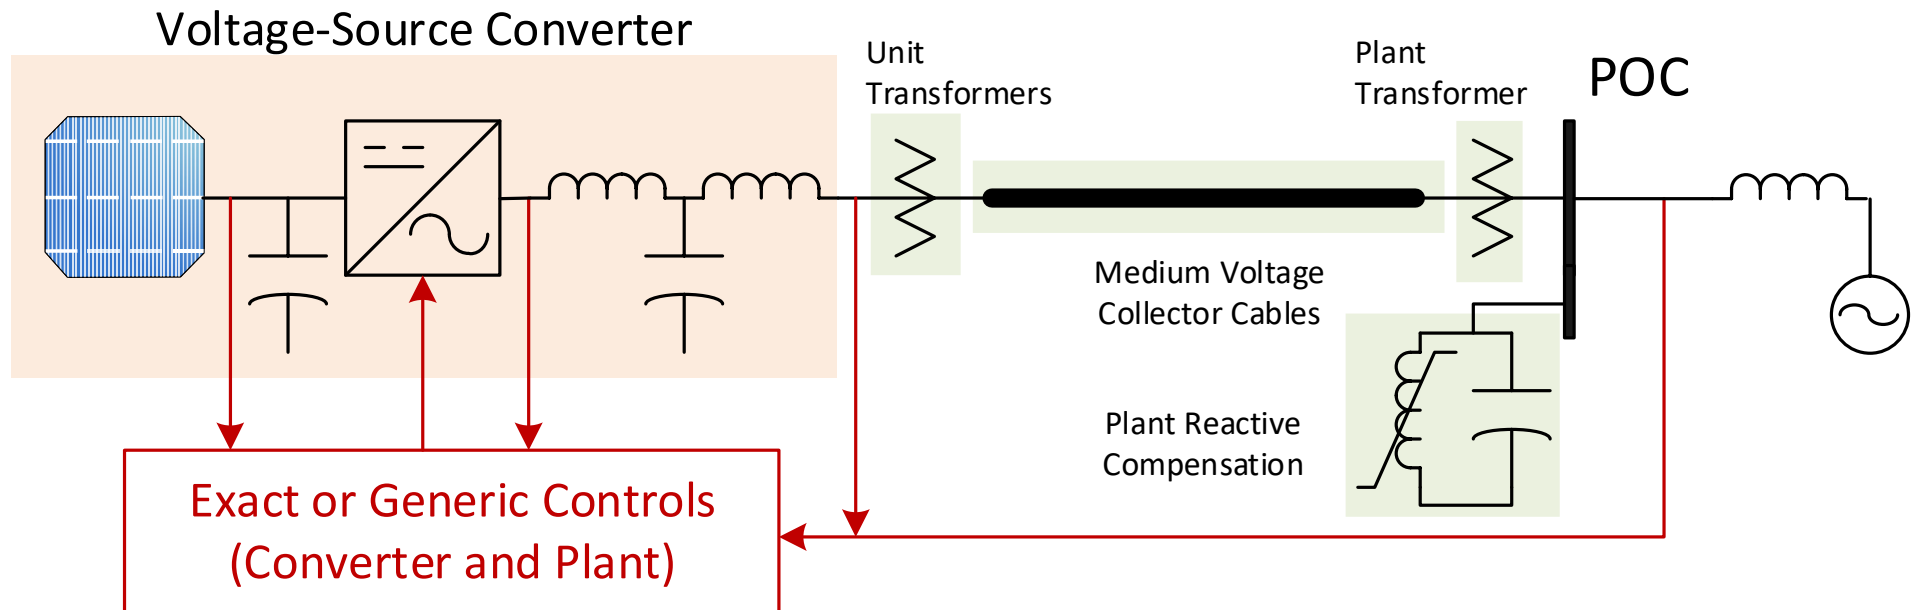 Voltage-Source Converter
Unit
Transformers
Plant
Transformer
POC
Medium Voltage
Collector Cables
Plant Reactive
Compensation
Exact or Generic Controls
(Converter and Plant)